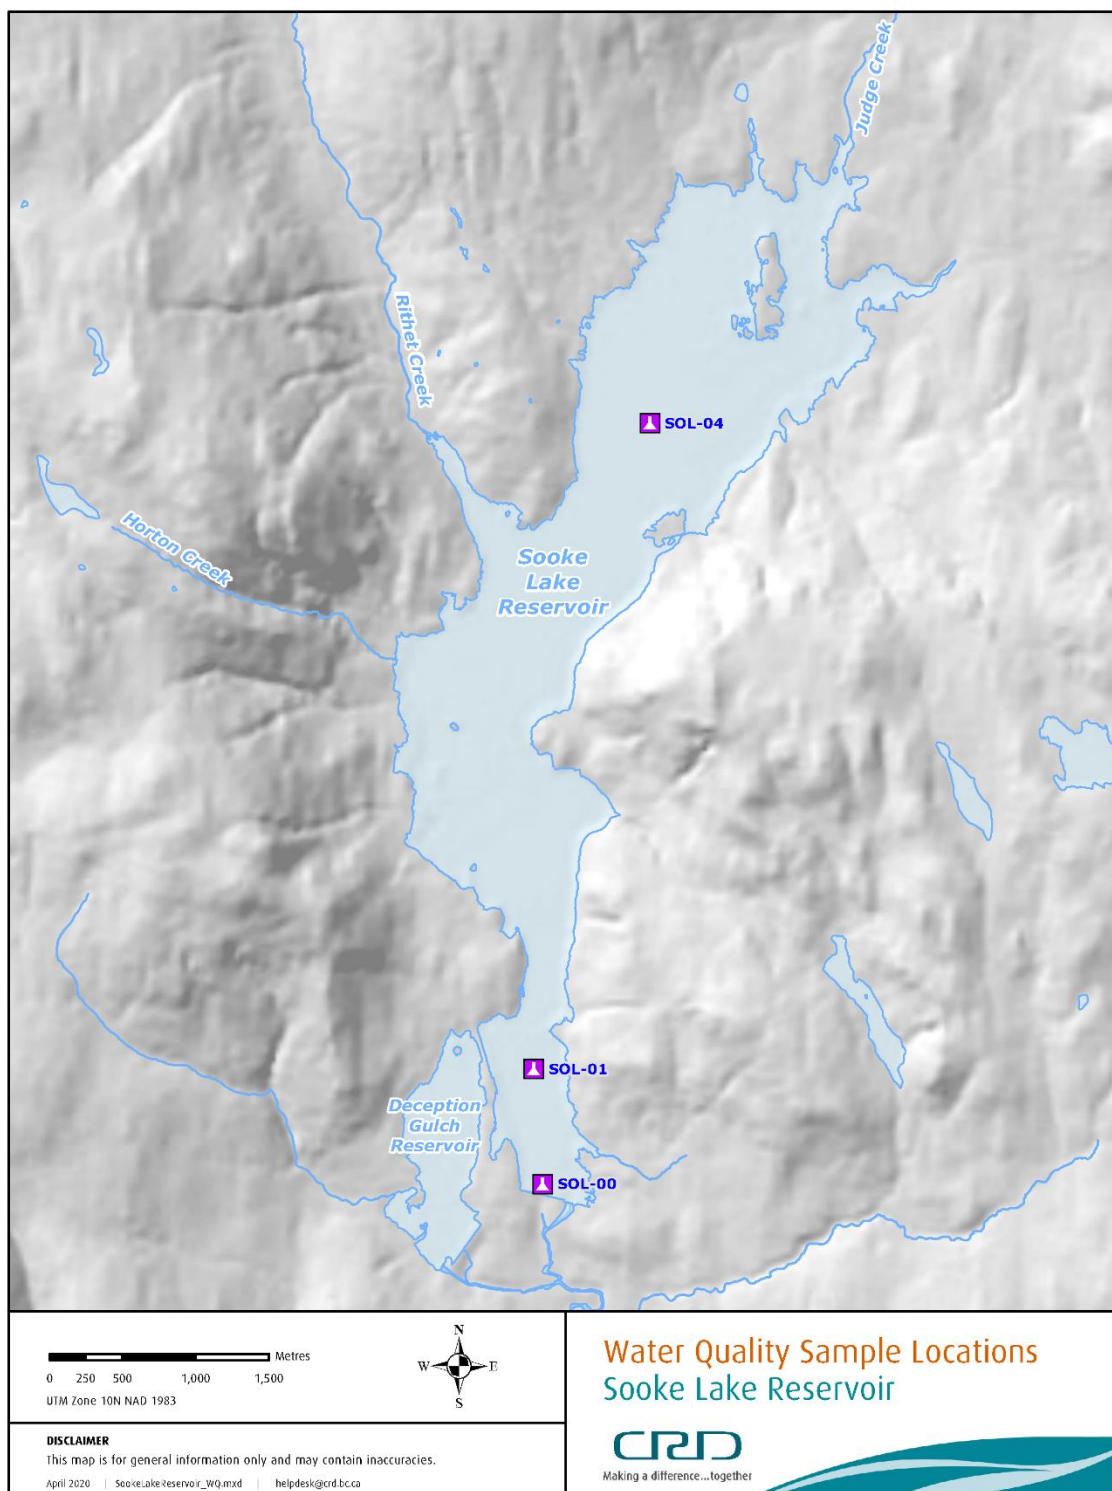 Judge Creek
Rithet Creek
SOL-04
Horton Creek
Sooke
Lake
Reservoir
SOL-01
Deception
Gulch
Reservoir
SOL-00
Metres
0 250 500 1,000 1,500
UTM Zone 10N NAD 1983
N
W E
S
DISCLAIMER
This map is for general information only and may contain inaccuracies.
April 2020 | SookeLakeReservoir_WQ.mxd | helpdesk@crd.bc.ca
Water Quality Sample Locations
Sooke Lake Reservoir
CRD
Making a difference...together